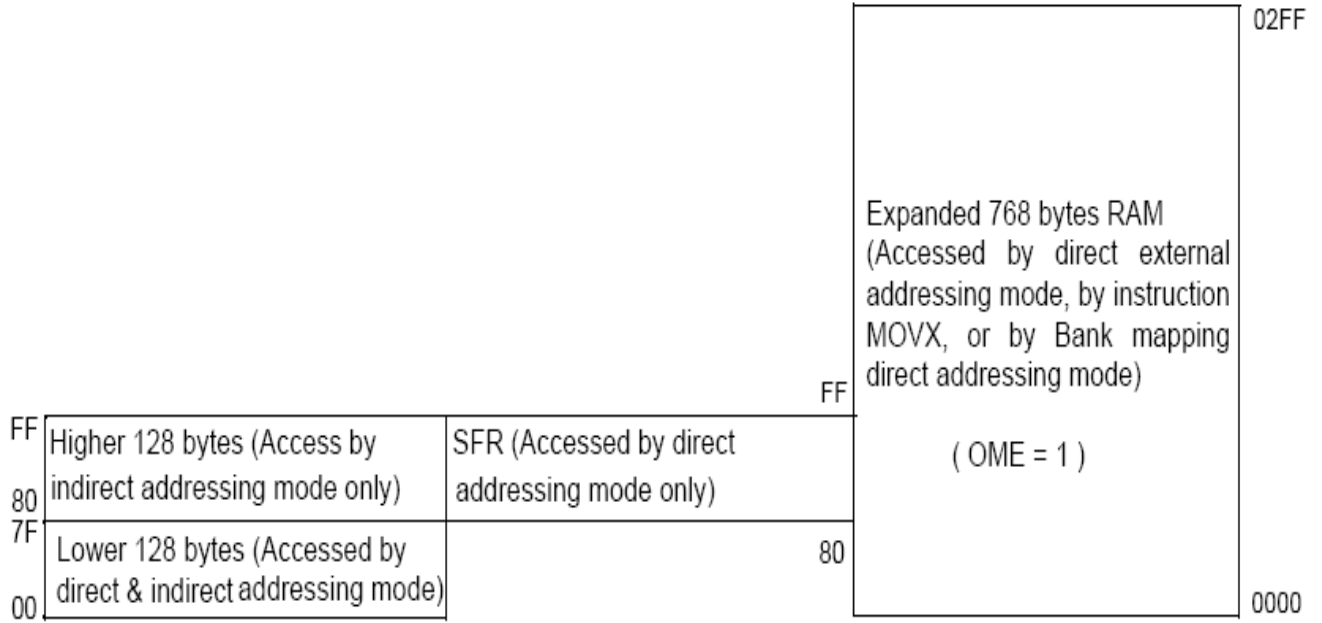 02FF
Expanded 768 bytes RAM
(Accessed by direct external
addressing mode, by instruction
MOVX, or by Bank mapping
direct addressing mode)
( OME = 1 )
0000
FF
FF
Higher 128 bytes (Access by
indirect addressing mode only)
80
SFR (Accessed by direct
addressing mode only)
80
7F
Lower 128 bytes (Accessed by
direct & indirect addressing mode)
00